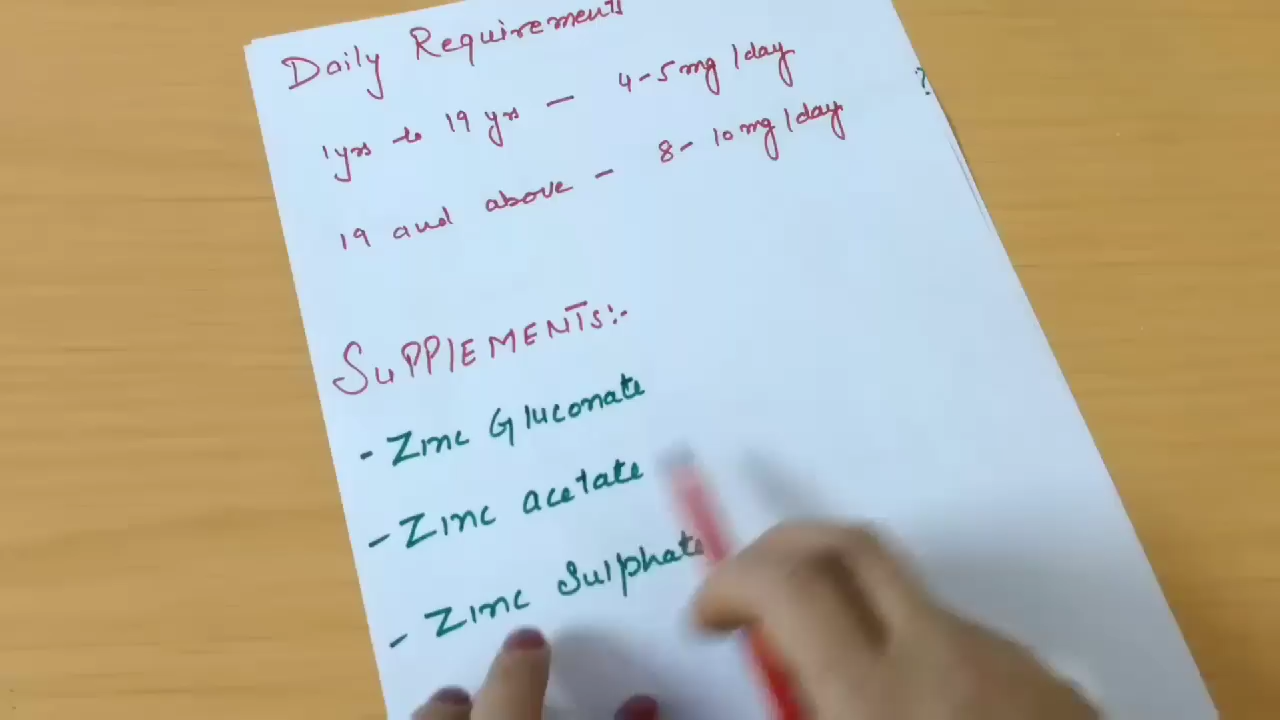 Daily Requirements
1yrs to 19 yrs - 4-5mg/day
19 and above - 8-10mg/day
SUPPLEMENTS:-
- Zinc Gluconate
- Zinc acetate
- Zinc Sulphate
?